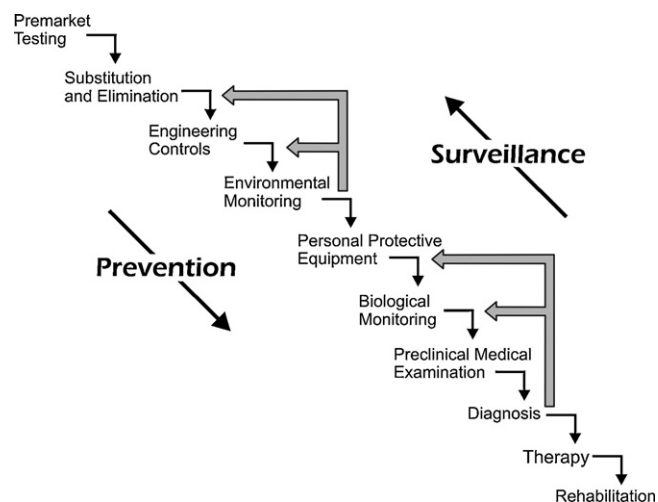 Premarket
Testing
Substitution
and Elimination
Engineering
Controls
Surveillance
Environmental
Monitoring
Personal Protective
Equipment
Prevention
Biological
Monitoring
Preclinical Medical
Examination
Diagnosis
Therapy
Rehabilitation